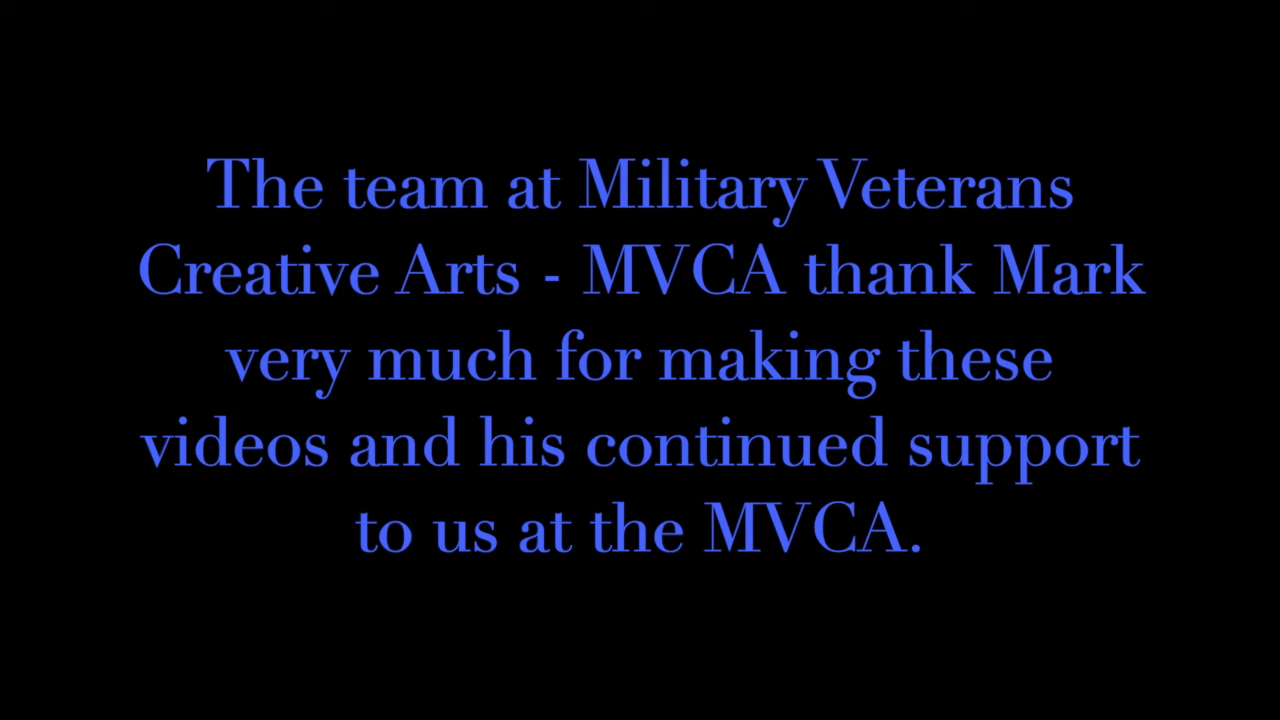 The team at Military Veterans
Creative Arts - MVCA thank Mark
very much for making these
videos and his continued support
to us at the MVCA.